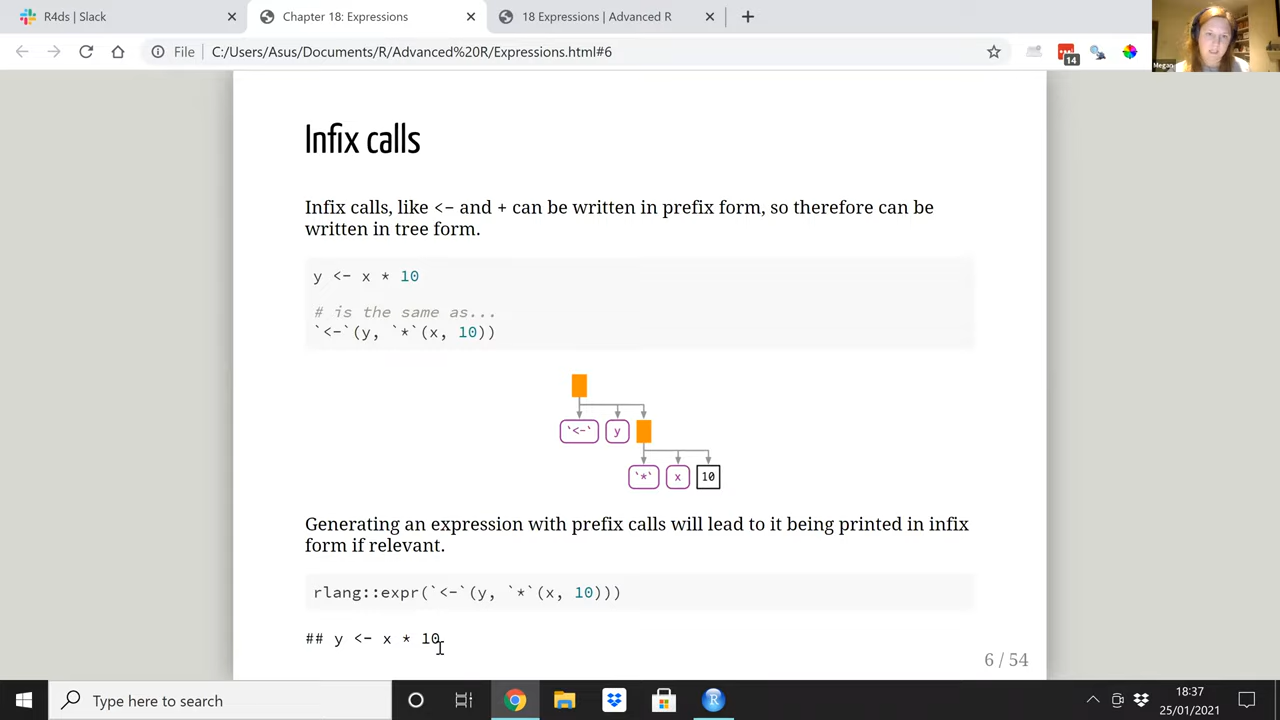 R4ds | Slack
Chapter 18: Expressions
18 Expressions | Advanced R
File
C:/Users/Asus/Documents/R/Advanced%20R/Expressions.html#6
14
Megan
Infix calls
Infix calls, like <- and + can be written in prefix form, so therefore can be
written in tree form.
y <- x * 10
# is the same as...
`<-`(y, `*`(x, 10))
`<-` y
`*` x 10
Generating an expression with prefix calls will lead to it being printed in infix
form if relevant.
rlang::expr(`<-`(y, `*`(x, 10)))
## y <- x * 10
6 / 54
Type here to search
18:37
25/01/2021